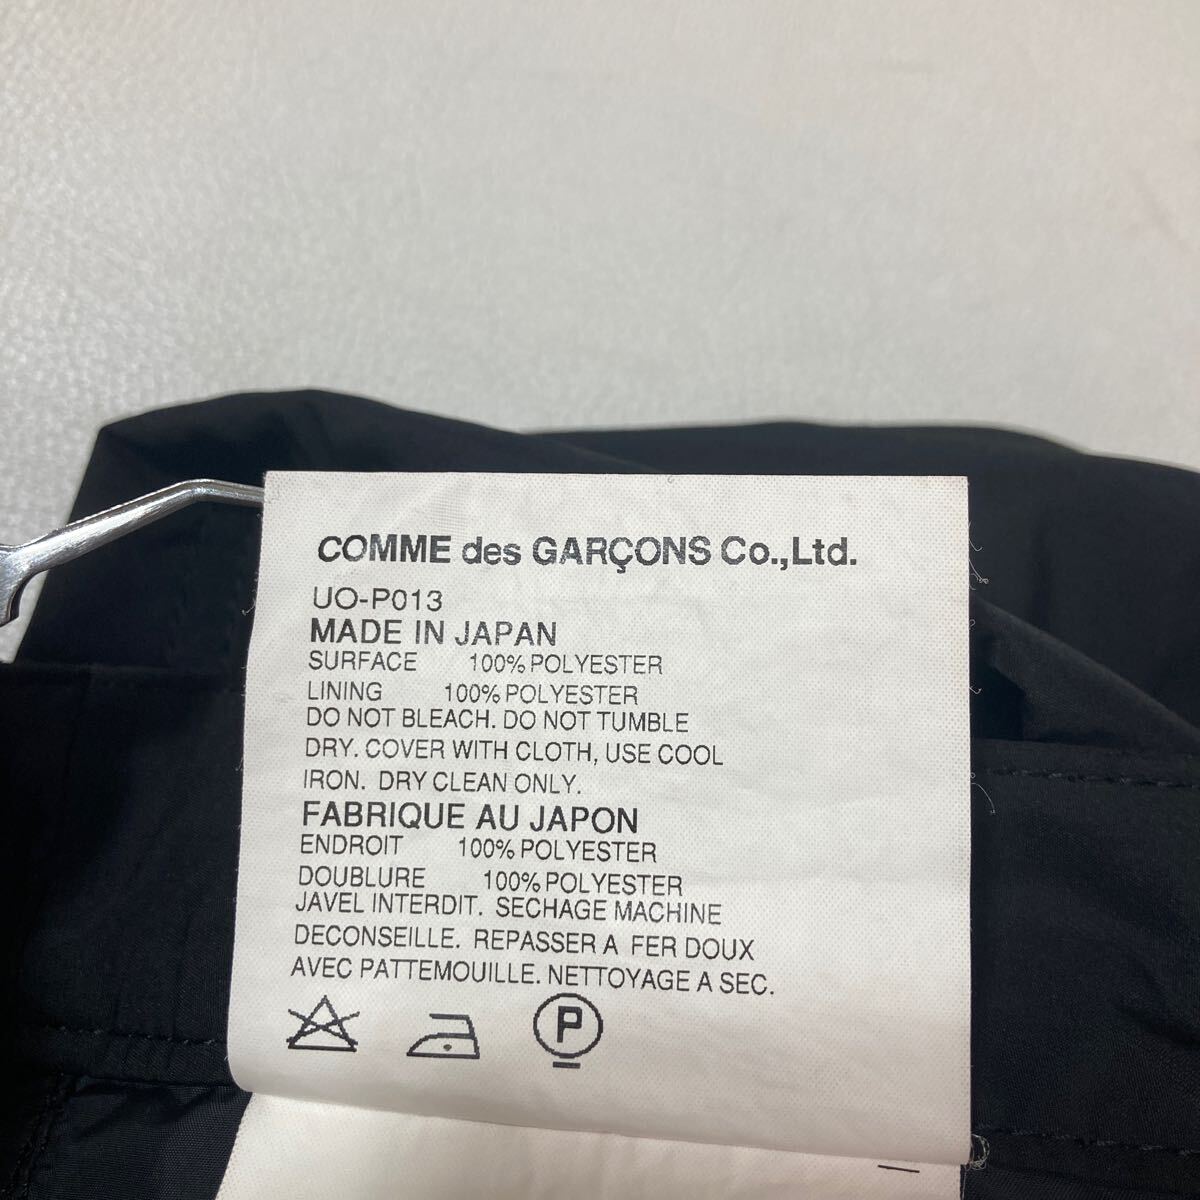 COMME des GARÇONS Co.,Ltd.
UO-P013
MADE IN JAPAN
SURFACE 100% POLYESTER
LINING 100% POLYESTER
DO NOT BLEACH. DO NOT TUMBLE
DRY. COVER WITH CLOTH, USE COOL
IRON. DRY CLEAN ONLY.
FABRIQUE AU JAPON
ENDROIT 100% POLYESTER
DOUBLURE 100% POLYESTER
JAVEL INTERDIT. SECHAGE MACHINE
DECONSEILLE. REPASSER A FER DOUX
AVEC PATTEMOUILLE. NETTOYAGE A SEC.
P